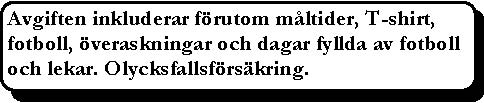 Avgiften inkluderar förutom måltider, T-shirt,
fotboll, överaskningar och dagar fyllda av fotboll
och lekar. Olycksfallsförsäkring.